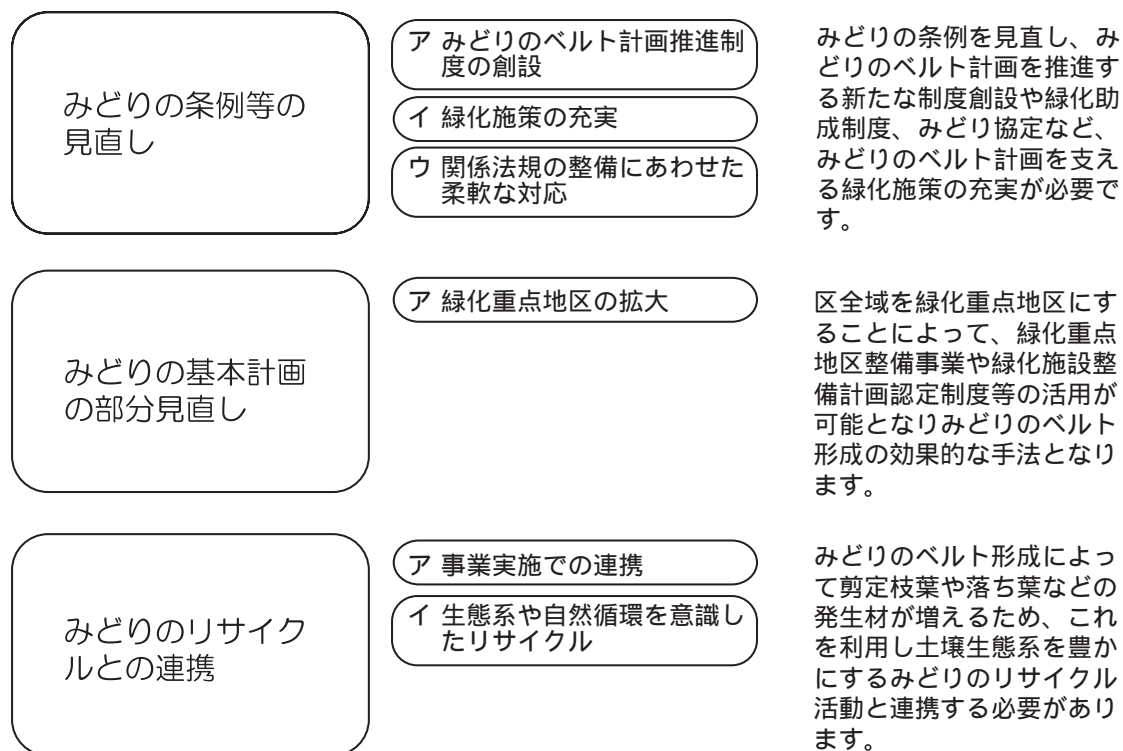 みどりの条例等の
見直し
ア みどりのベルト計画推進制
度の創設
イ 緑化施策の充実
ウ 関係法規の整備にあわせた
柔軟な対応
みどりの条例を見直し、み
どりのベルト計画を推進す
る新たな制度創設や緑化助
成制度、みどり協定など、
みどりのベルト計画を支え
る緑化施策の充実が必要で
す。
みどりの基本計画
の部分見直し
ア 緑化重点地区の拡大
区全域を緑化重点地区にす
ることによって、緑化重点
地区整備事業や緑化施設整
備計画認定制度等の活用が
可能となりみどりのベルト
形成の効果的な手法となり
ます。
みどりのリサイク
ルとの連携
ア 事業実施での連携
イ 生態系や自然循環を意識し
たリサイクル
みどりのベルト形成によっ
て剪定枝葉や落ち葉などの
発生材が増えるため、これ
を利用し土壌生態系を豊か
にするみどりのリサイクル
活動と連携する必要があり
ます。